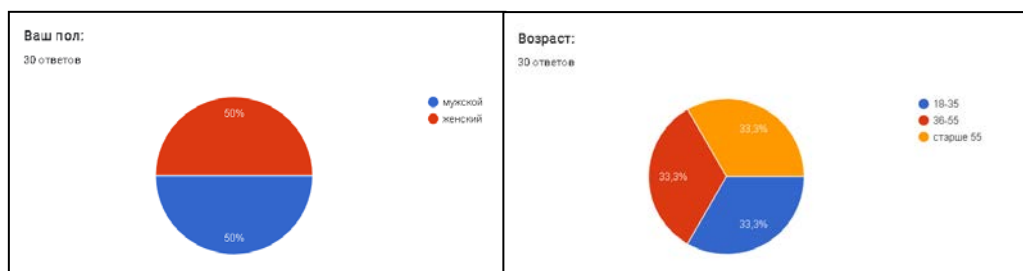 Ваш пол:
30 ответов
50%
50%
мужской
женский
Возраст:
30 ответов
33,3%
33,3%
33,3%
18-35
36-55
старше 55